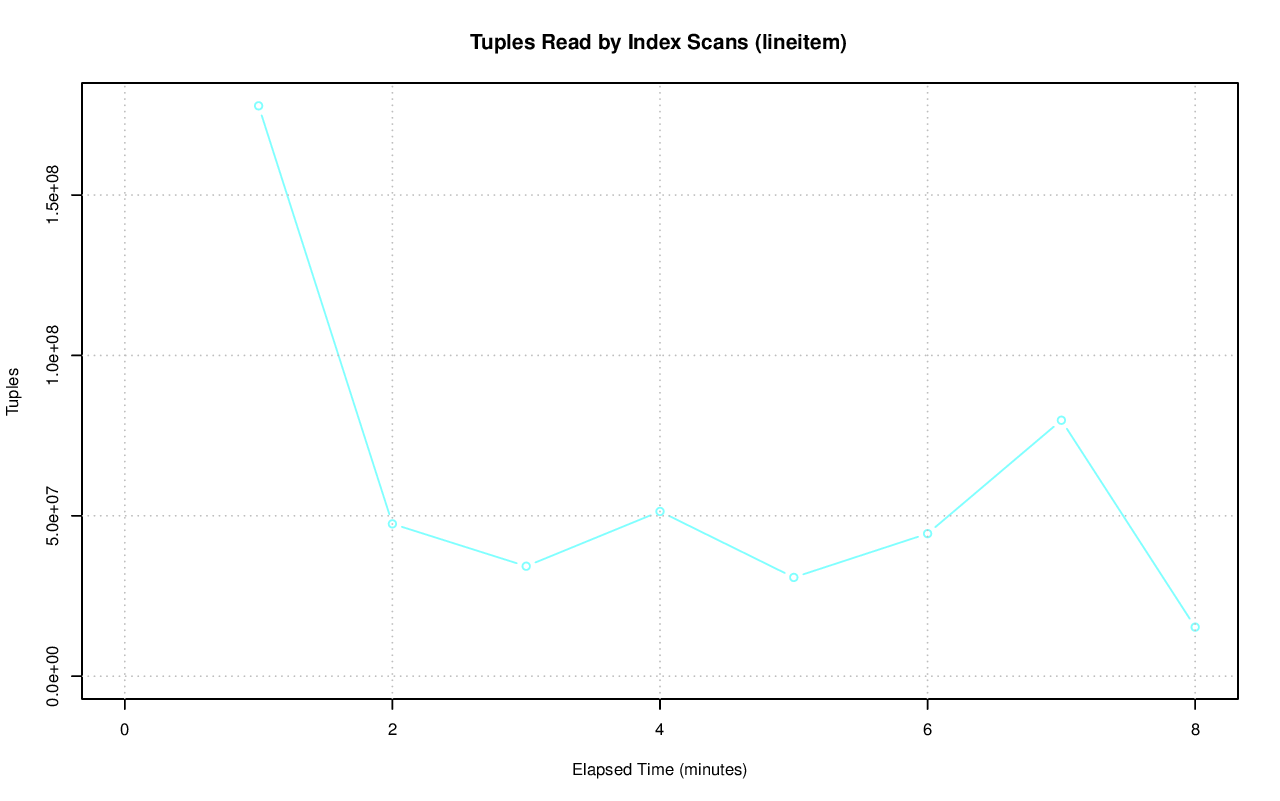 Tuples Read by Index Scans (lineitem)
Tuples
1.5e+08
1.0e+08
5.0e+07
0.0e+00
0 2 4 6 8
Elapsed Time (minutes)